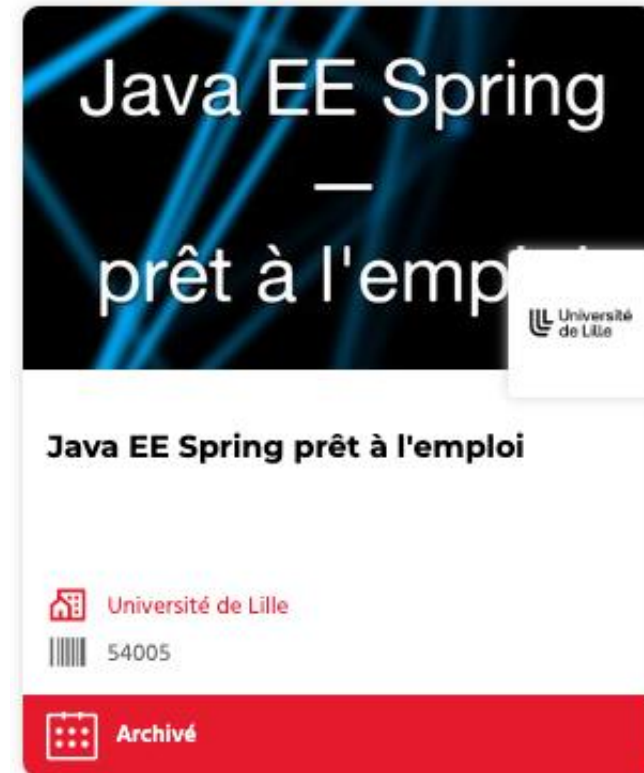 Java EE Spring
—
prêt à l'emp
Université
de Lille
Java EE Spring prêt à l'emploi
Université de Lille
54005
Archivé